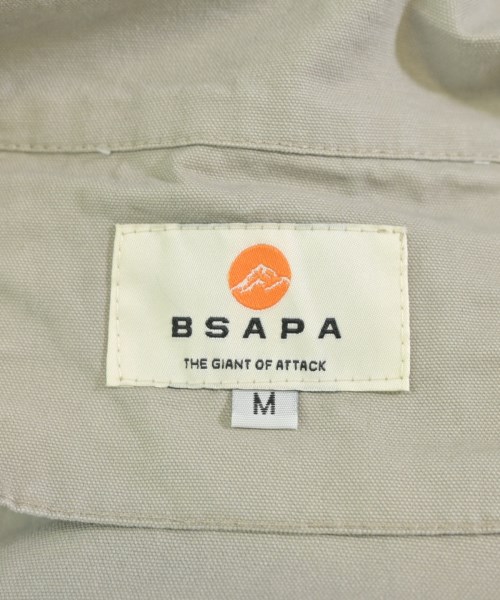 BSAPA
THE GIANT OF ATTACK
M